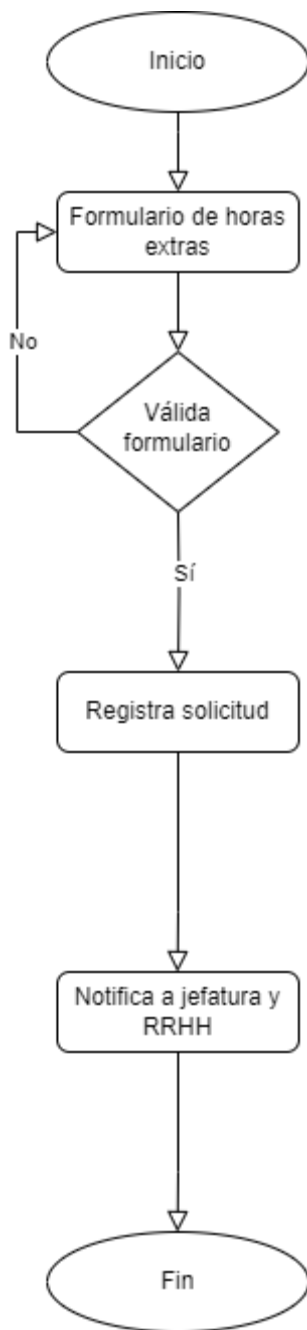 Inicio
Formulario de horas
extras
No
Válida
formulario
Sí
Registra solicitud
Notifica a jefatura y
RRHH
Fin